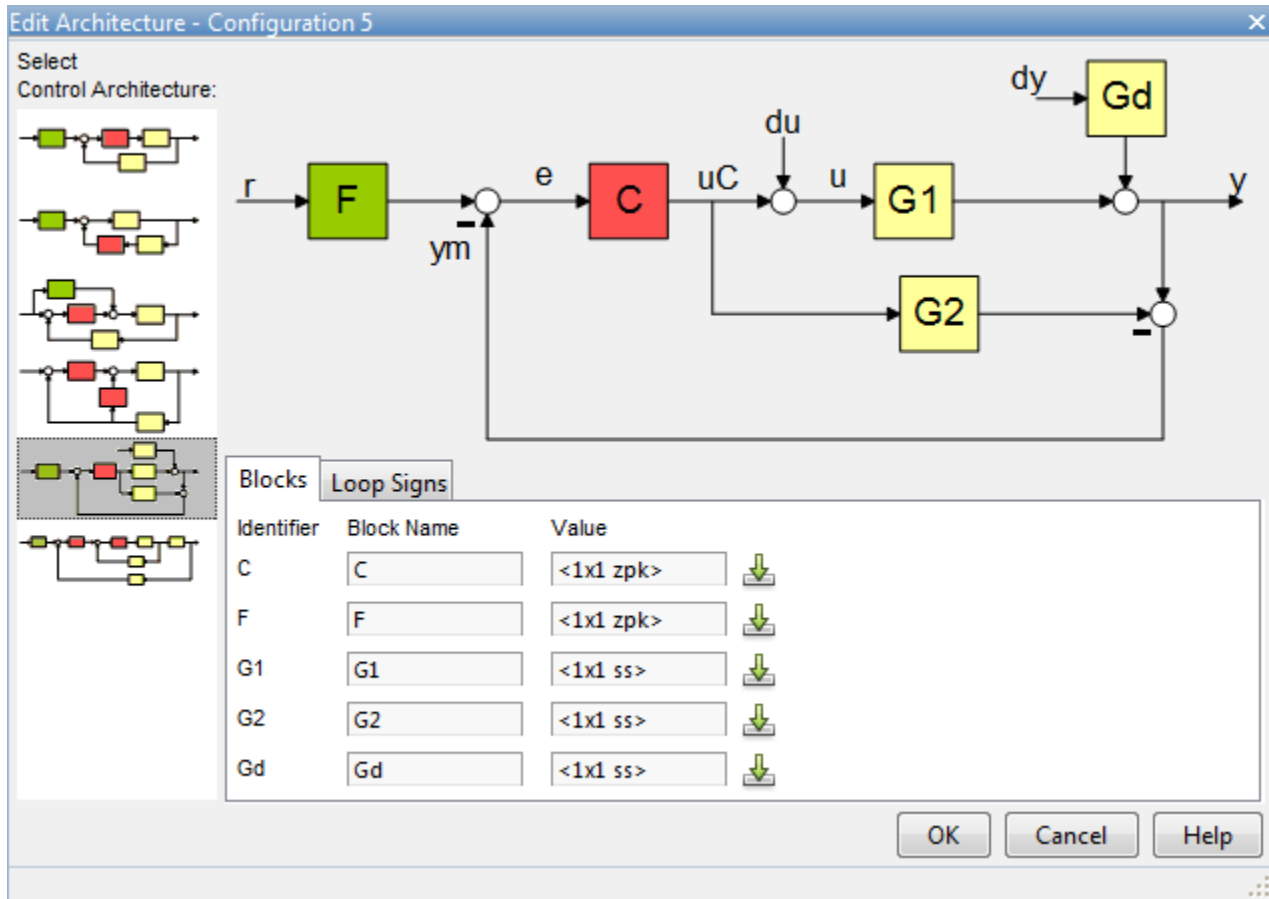 Edit Architecture - Configuration 5
Select
Control Architecture:
dy
Gd
du
r
F
e
C
uC
u
G1
y
ym
G2
Blocks
Loop Signs
Identifier Block Name Value
C C <1x1 zpk>
F F <1x1 zpk>
G1 G1 <1x1 ss>
G2 G2 <1x1 ss>
Gd Gd <1x1 ss>
OK Cancel Help